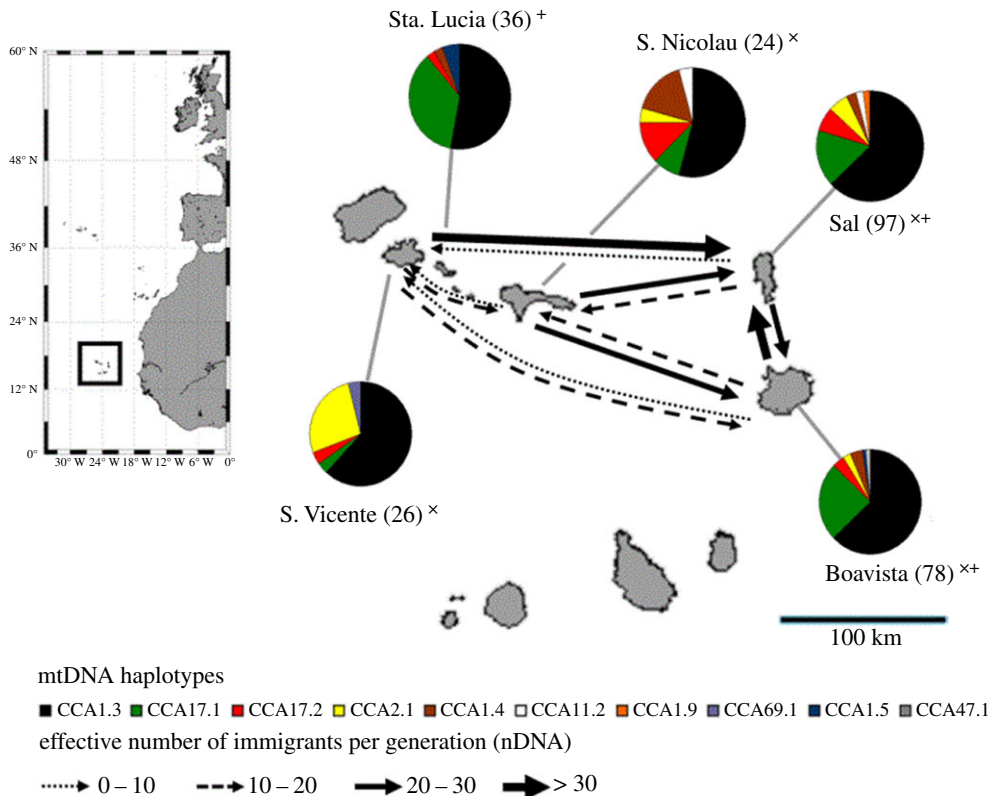 Sta. Lucia (36) +
S. Nicolau (24) ×
60° N
48° N
Sal (97) ×+
36° N
24° N
12° N
0°
30° W 24° W 18° W 12° W 6° W 0°
S. Vicente (26) ×
Boavista (78) ×+
100 km
mtDNA haplotypes
CCA1.3 CCA17.1 CCA17.2 CCA2.1 CCA1.4 CCA11.2 CCA1.9 CCA69.1 CCA1.5 CCA47.1
effective number of immigrants per generation (nDNA)
0 – 10 10 – 20 20 – 30 > 30